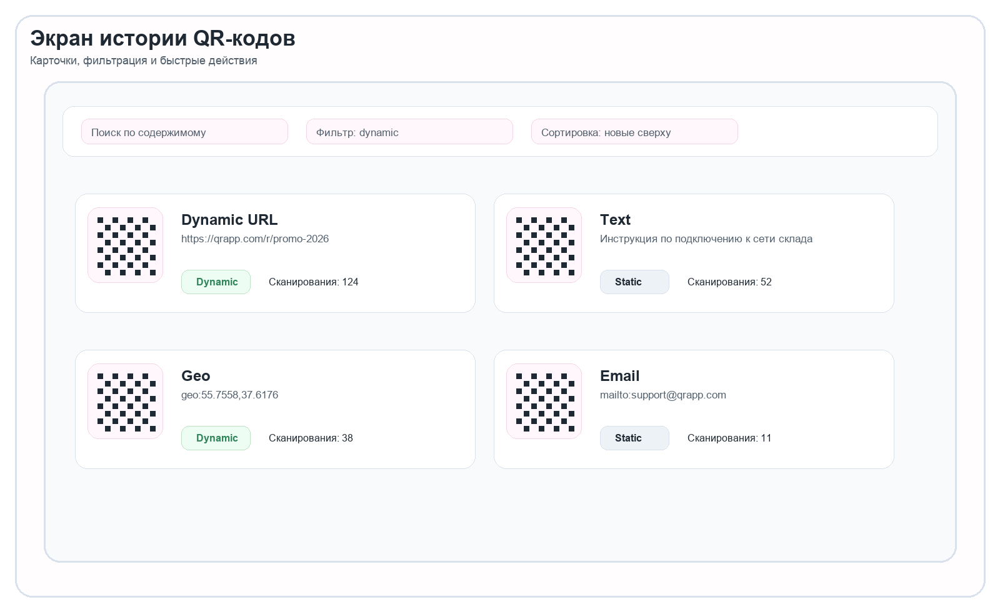 Экран истории QR-кодов
Карточки, фильтрация и быстрые действия
Поиск по содержимому
Фильтр: dynamic
Сортировка: новые сверху
Dynamic URL
https://qrapp.com/r/promo-2026
Dynamic
Сканирования: 124
Text
Инструкция по подключению к сети склада
Static
Сканирования: 52
Geo
geo:55.7558,37.6176
Dynamic
Сканирования: 38
Email
mailto:support@qrapp.com
Static
Сканирования: 11